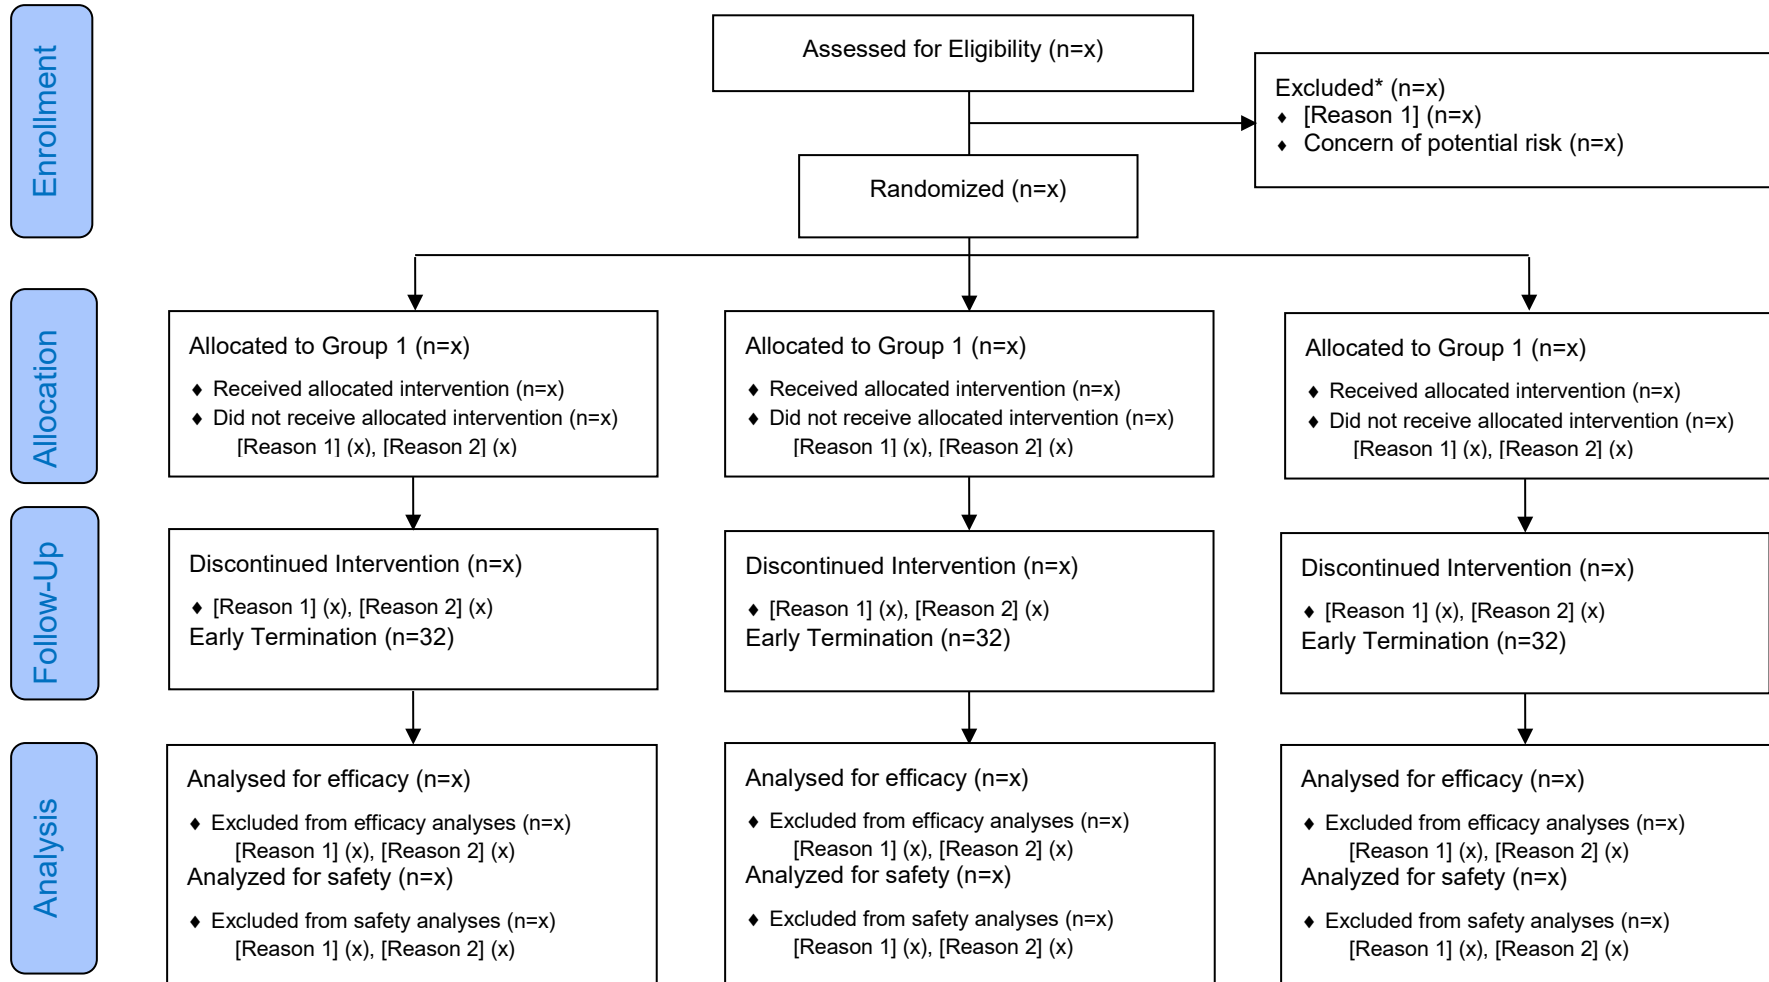 Enrollment
Assessed for Eligibility (n=x)
Excluded* (n=x)
♦ [Reason 1] (n=x)
♦ Concern of potential risk (n=x)
Randomized (n=x)
Allocation
Allocated to Group 1 (n=x)
♦ Received allocated intervention (n=x)
♦ Did not receive allocated intervention (n=x)
[Reason 1] (x), [Reason 2] (x)
Allocated to Group 1 (n=x)
♦ Received allocated intervention (n=x)
♦ Did not receive allocated intervention (n=x)
[Reason 1] (x), [Reason 2] (x)
Allocated to Group 1 (n=x)
♦ Received allocated intervention (n=x)
♦ Did not receive allocated intervention (n=x)
[Reason 1] (x), [Reason 2] (x)
Follow-Up
Discontinued Intervention (n=x)
♦ [Reason 1] (x), [Reason 2] (x)
Early Termination (n=32)
Discontinued Intervention (n=x)
♦ [Reason 1] (x), [Reason 2] (x)
Early Termination (n=32)
Discontinued Intervention (n=x)
♦ [Reason 1] (x), [Reason 2] (x)
Early Termination (n=32)
Analysis
Analysed for efficacy (n=x)
♦ Excluded from efficacy analyses (n=x)
[Reason 1] (x), [Reason 2] (x)
Analyzed for safety (n=x)
♦ Excluded from safety analyses (n=x)
[Reason 1] (x), [Reason 2] (x)
Analysed for efficacy (n=x)
♦ Excluded from efficacy analyses (n=x)
[Reason 1] (x), [Reason 2] (x)
Analyzed for safety (n=x)
♦ Excluded from safety analyses (n=x)
[Reason 1] (x), [Reason 2] (x)
Analysed for efficacy (n=x)
♦ Excluded from efficacy analyses (n=x)
[Reason 1] (x), [Reason 2] (x)
Analyzed for safety (n=x)
♦ Excluded from safety analyses (n=x)
[Reason 1] (x), [Reason 2] (x)